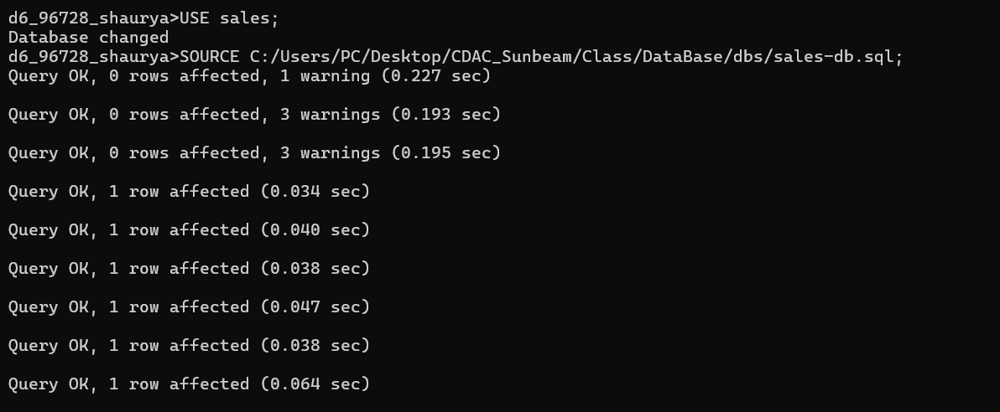 d6_96728_shaurya>USE sales;
Database changed
d6_96728_shaurya>SOURCE C:/Users/PC/Desktop/CDAC_Sunbeam/Class/DataBase/dbs/sales-db.sql;
Query OK, 0 rows affected, 1 warning (0.227 sec)
Query OK, 0 rows affected, 3 warnings (0.193 sec)
Query OK, 0 rows affected, 3 warnings (0.195 sec)
Query OK, 1 row affected (0.034 sec)
Query OK, 1 row affected (0.040 sec)
Query OK, 1 row affected (0.038 sec)
Query OK, 1 row affected (0.047 sec)
Query OK, 1 row affected (0.038 sec)
Query OK, 1 row affected (0.064 sec)